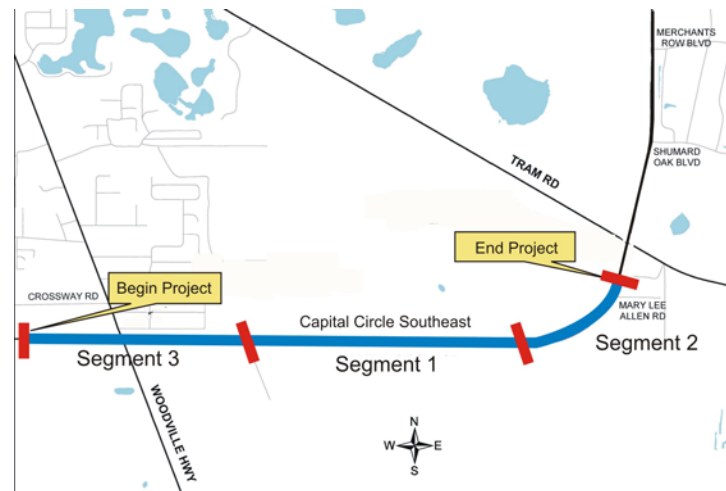 MERCHANTS
ROW BLVD
SHUMARD
OAK BLVD
TRAM RD
End Project
Begin Project
CROSSWAY RD
MARY LEE
ALLEN RD
Capital Circle Southeast
Segment 3
Segment 1
Segment 2
WOODVILLE HWY
N
W
E
S